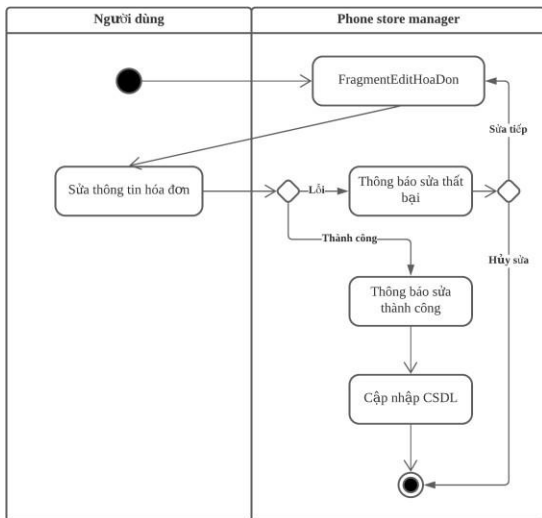 Người dùng
Phone store manager
FragmentEditHoaDon
Sửa tiếp
Sửa thông tin hóa đơn
Lỗi
Thông báo sửa thất
bại
Thành công
Hủy sửa
Thông báo sửa
thành công
Cập nhập CSDL